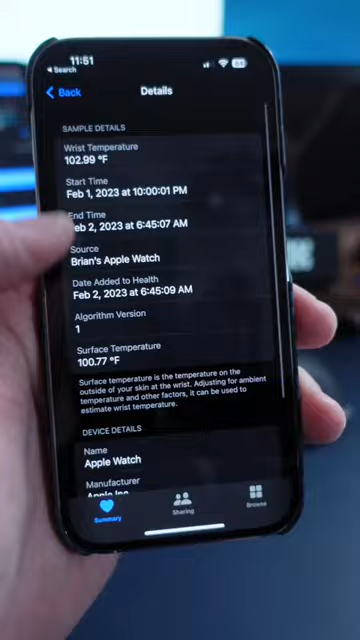 11:51
Search
Back
Details
SAMPLE DETAILS
Wrist Temperature
102.99 °F
Start Time
Feb 1, 2023 at 10:00:01 PM
End Time
Feb 2, 2023 at 6:45:07 AM
Source
Brian's Apple Watch
Date Added to Health
Feb 2, 2023 at 6:45:09 AM
Algorithm Version
1
Surface Temperature
100.77 °F
Surface temperature is the temperature on the
outside of your skin at the wrist. Adjusting for ambient
temperature and other factors, it can be used to
estimate wrist temperature.
DEVICE DETAILS
Name
Apple Watch
Manufacturer
Apple Inc.
Summary
Sharing
Browse